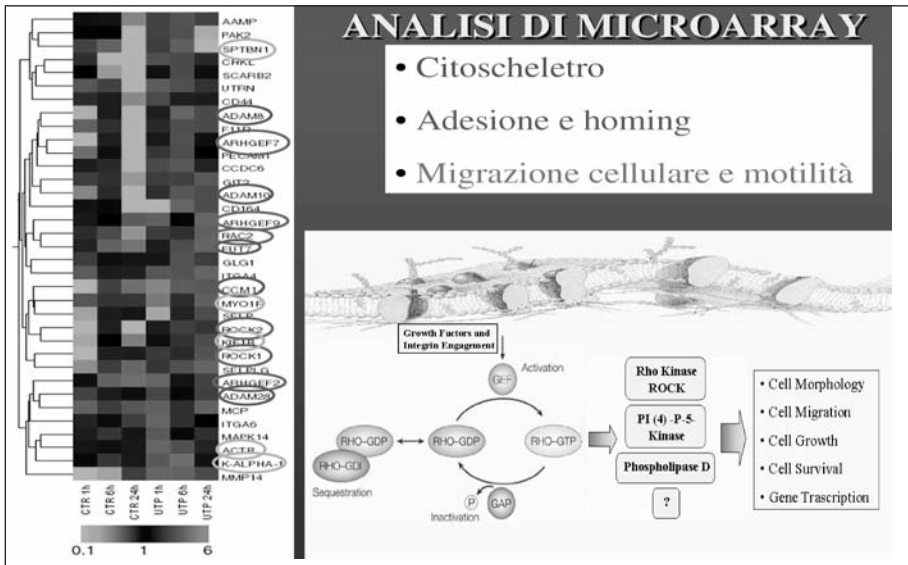 AAMP
PAK2
SPTBN1
CRKL
SCARB2
UTRN
CD44
ADAM8
F11R
ARHGEF7
PECAM1
CCDC6
GIT2
ADAM10
CD164
ARHGEF9
RAC2
FUT7
GLG1
ITGA4
CCM1
MYO1F
SELP
ROCK2
ROCK1
SELPLG
ARHGEF2
ADAM28
MCP
ITGA6
MAPK14
K-ALPHA-1
MMP14
CTR 1h
CTR 6h
CTR 24h
UTP 1h
UTP 6h
UTP 24h
0.1 1 6
ANALISI DI MICROARRAY
• Citoscheletro
• Adesione e homing
• Migrazione cellulare e motilità
Growth Factors and
Integrin Engagement
GEF
Activation
RHO-GDP
RHO-GDI
Sequestration
RHO-GDP
RHO-GTP
P
Inactivation
GAP
Rho Kinase
ROCK
PI (4) -P-5-
Kinase
Phospholipase D
?
• Cell Morphology
• Cell Migration
• Cell Growth
• Cell Survival
• Gene Trascription